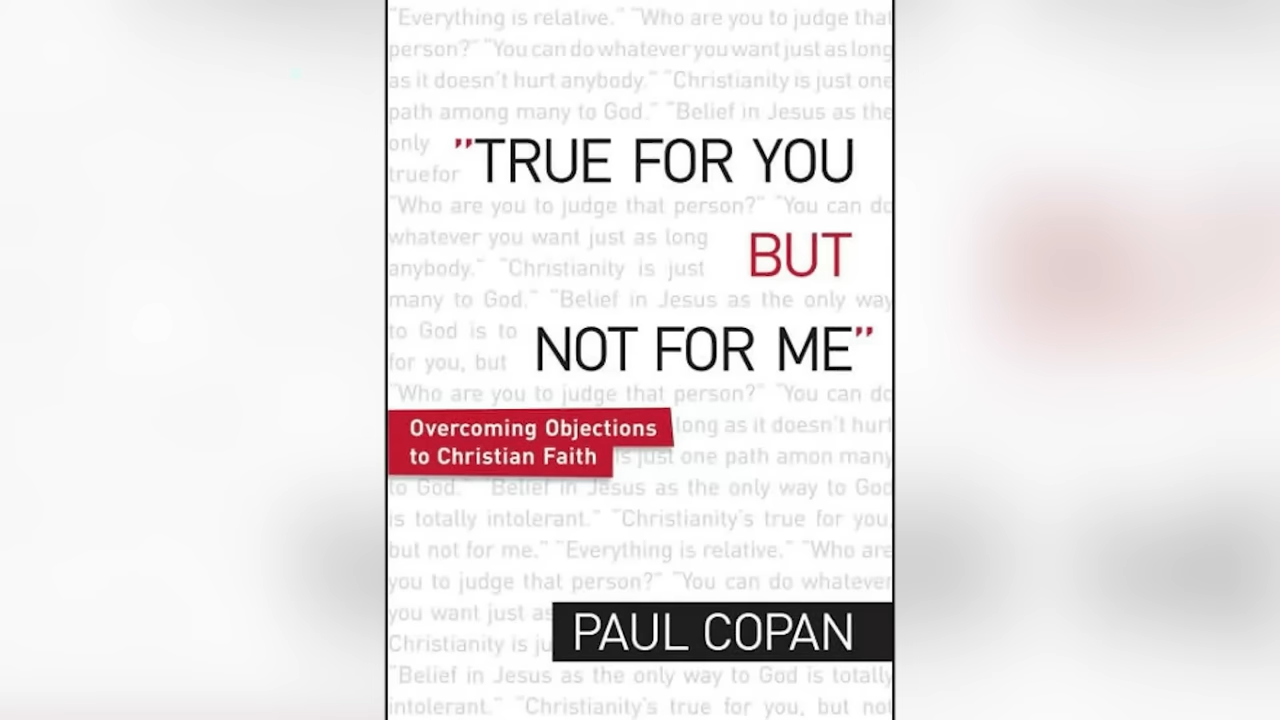 "Everything is relative." "Who are you to judge that
person?" "You can do whatever you want just as long
as it doesn't hurt anybody." "Christianity is just one
path among many to God." "Belief in Jesus as the
only
"TRUE FOR YOU
truefor
"Who are you to judge that person?" "You can do
whatever you want just as long
BUT
anybody." "Christianity is just
many to God." "Belief in Jesus as the only way
to God is to
NOT FOR ME"
for you, but
"Who are you to judge that person?" "You can do
Overcoming Objections
long as it doesn't hurt
to Christian Faith
is just one path amon many
to God." "Belief in Jesus as the only way to God
is totally intolerant." "Christianity's true for you,
but not for me." "Everything is relative." "Who are
you to judge that person?" "You can do whatever
you want just as
PAUL COPAN
Christianity is ju
"Belief in Jesus as the only way to God is totally
intolerant." "Christianity's true for you, but not